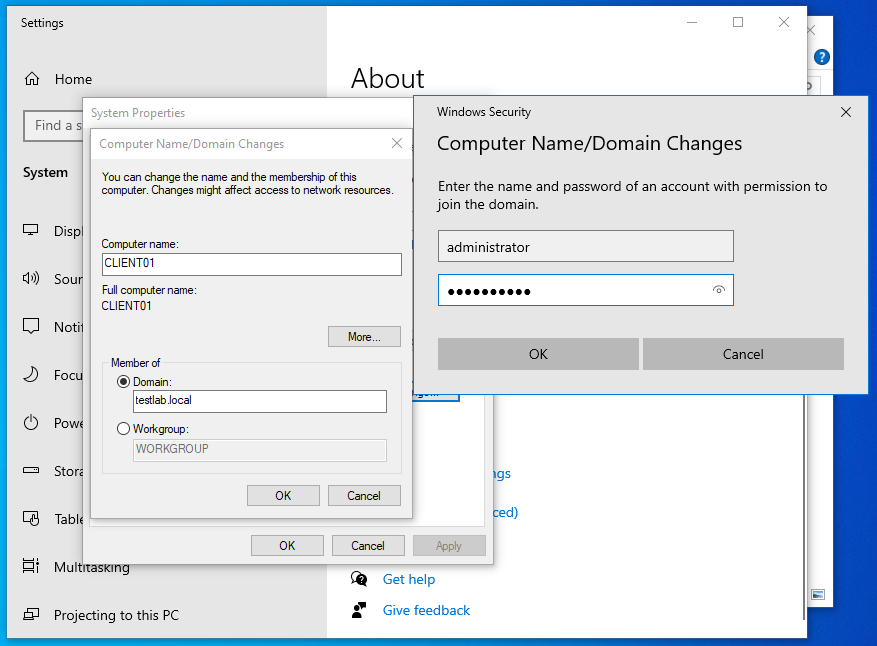 Settings
Home
Find a s
System
Displ
Soun
Notif
Focu
Powe
Stora
Table
Multitasking
Projecting to this PC
About
Get help
Give feedback
System Properties
OK
Cancel
Apply
Computer Name/Domain Changes
You can change the name and the membership of this
computer. Changes might affect access to network resources.
Computer name:
CLIENT01
Full computer name:
CLIENT01
More...
Member of
Domain:
testlab.local
Workgroup:
WORKGROUP
OK
Cancel
Windows Security
Computer Name/Domain Changes
Enter the name and password of an account with permission to
join the domain.
administrator
OK
Cancel